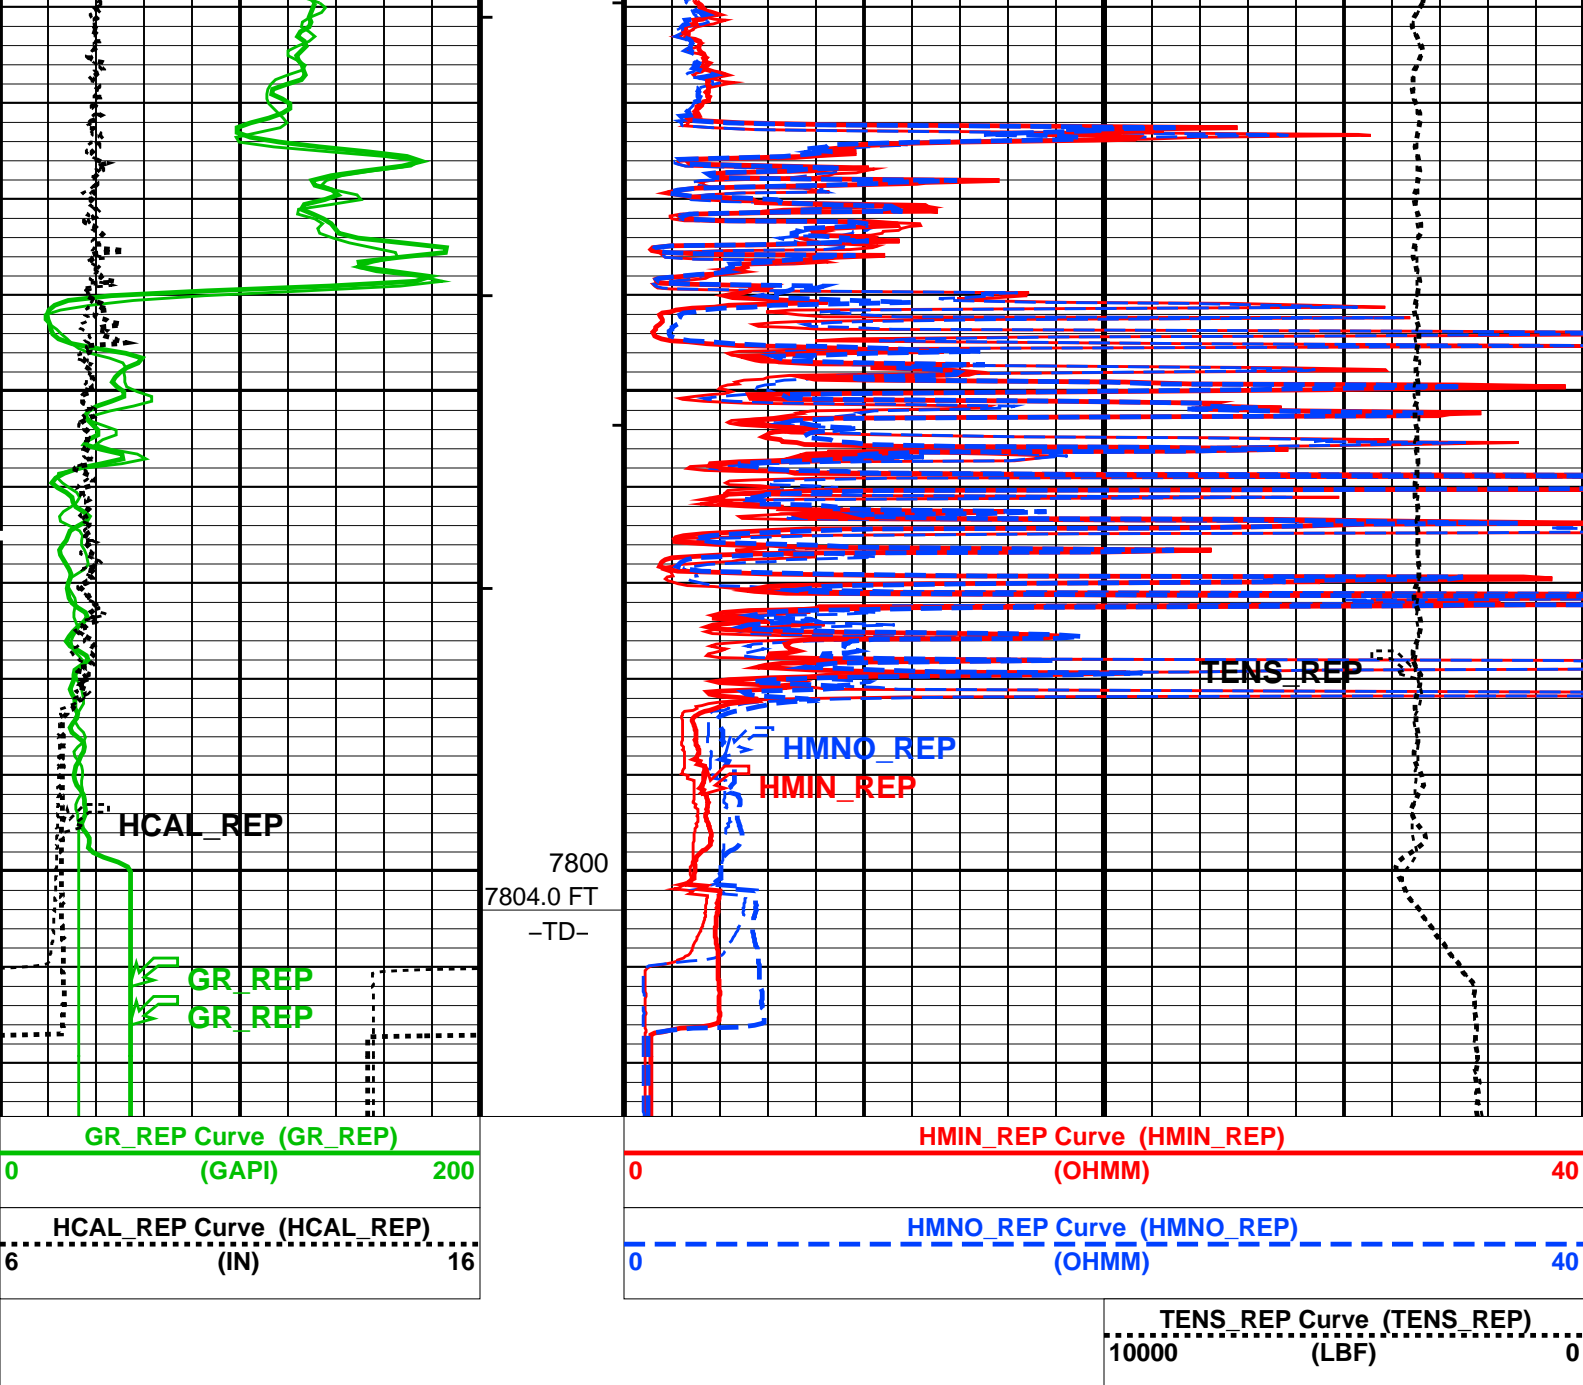 TENS_REP
HMNO_REP
HMIN_REP
HCAL_REP
7800
7804.0 FT
–TD–
GR_REP
GR_REP
GR_REP Curve (GR_REP)
0 (GAPI) 200
HMIN_REP Curve (HMIN_REP)
0 (OHMM) 40
HCAL_REP Curve (HCAL_REP)
6 (IN) 16
HMNO_REP Curve (HMNO_REP)
0 (OHMM) 40
TENS_REP Curve (TENS_REP)
10000 (LBF) 0